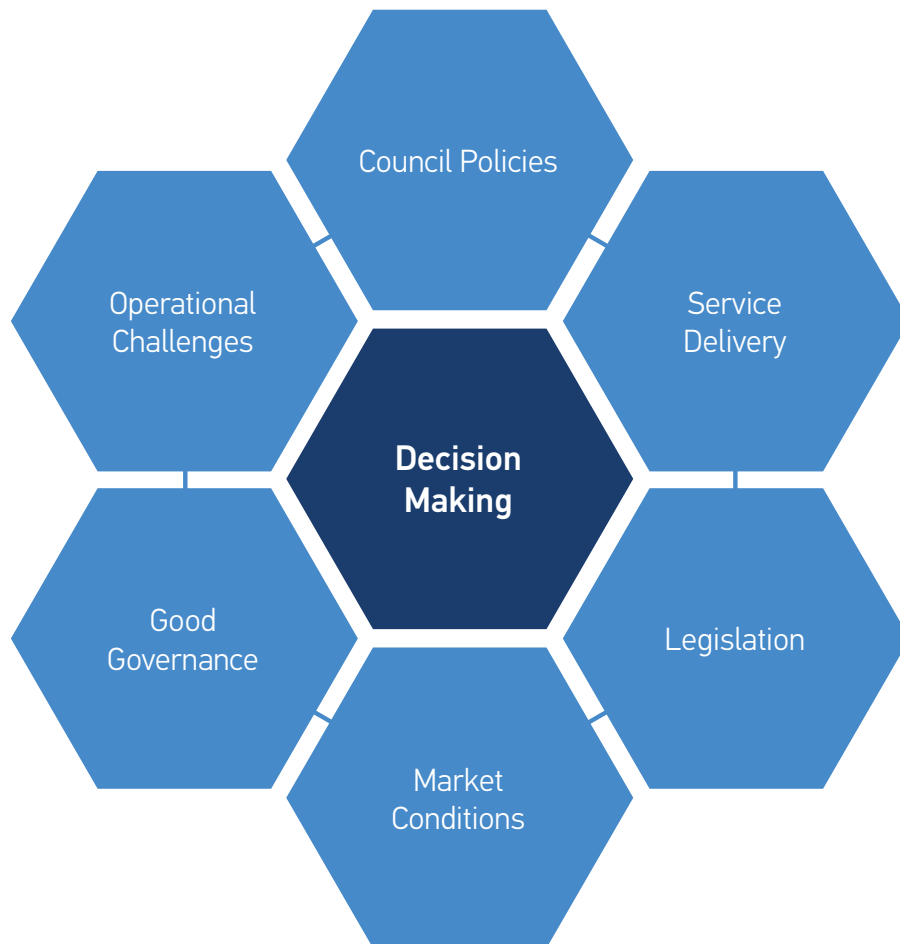 Council Policies
Operational
Challenges
Service
Delivery
Decision
Making
Good
Governance
Legislation
Market
Conditions